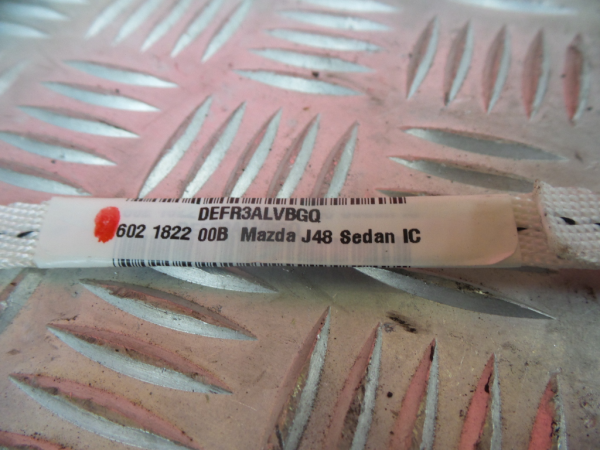 DEFR3ALVBGQ
602 1822 00B Mazda J48 Sedan IC